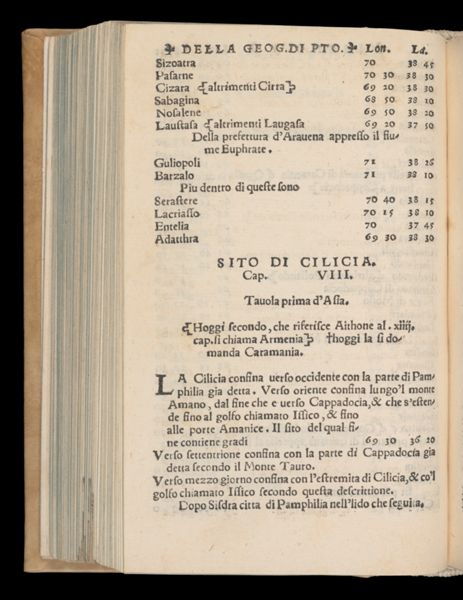 DELLA GEOG. DI PTO. Lon. La.
Sizoatra 70 38 45
Pasarne 70 30 38 30
Cizara {altrimenti Cirra} 69 20 38 30
Sabagina 68 50 38 10
Nosalene 69 50 38 20
Laustasa {altrimenti Laugasa 69 20 37 50
Della prefettura d'Arauena appresso il fiu-
me Euphrate.
Guliopoli 71 38 26
Barzalo 71 38 10
Piu dentro di queste sono
Serastere 70 40 38 15
Lacriasso 70 15 38 10
Entelia 70 37 45
Adatthra 69 30 38 30
SITO DI CILICIA.
Cap. VIII.
Tauola prima d'Asia.
{Hoggi secondo, che riferisce Aithone al. xiiij.
cap. si chiama Armenia} †hoggi la si do-
manda Caramania.
LA Cilicia confina uerso occidente con la parte di Pam-
philia gia detta. Verso oriente confina lungo'l monte
Amano, dal fine che e uerso Cappadocia, & che s'esten-
de fino al golfo chiamato Issico, & fino
alle porte Amanice. Il sito del qual fi-
ne contiene gradi 69 30 36 20
Verso settentrione confina con la parte di Cappadocia gia
detta secondo il Monte Tauro.
Verso mezzo giorno confina con l'estremita di Cilicia, & co'l
golfo chiamato Issico secondo questa descrittione.
Dopo Sisdra citta di Pamphilia nell'lido che seguita.